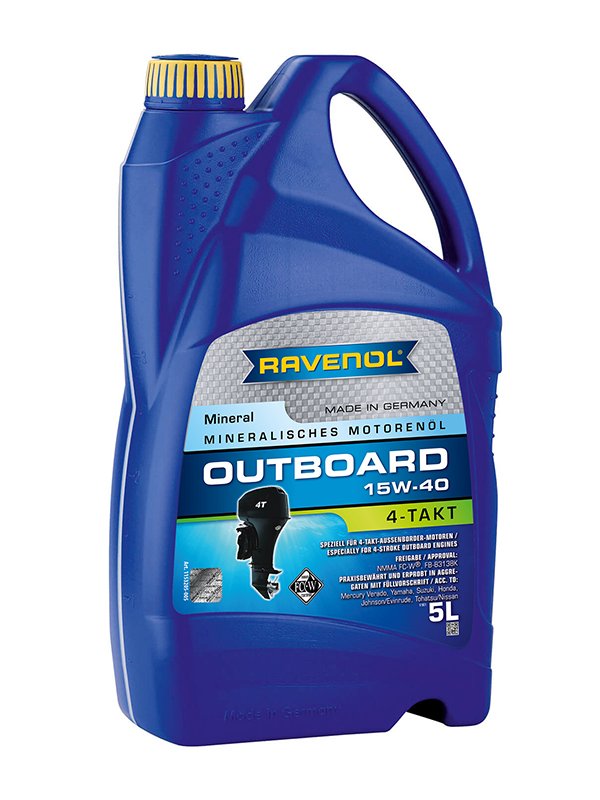 RAVENOL®
MADE IN GERMANY
Mineral
MINERALISCHES MOTORENÖL
OUTBOARD
15W-40
4-TAKT
4T
SPEZIELL FÜR 4-TAKT-AUSSENBORDER-MOTOREN /
ESPECIALLY FOR 4-STROKE OUTBOARD ENGINES
FREIGABE / APPROVAL:
NMMA FC-W®, FB-83138K
PRAXISBEWÄHRT UND ERPROBT IN AGGRE-
GATEN MIT FÜLLVORSCHRIFT / ACC. TO:
Mercury Verado, Yamaha, Suzuki, Honda,
Johnson/Evinrude, Tohatsu/Nissan
FC-W
5L
Made in Germany